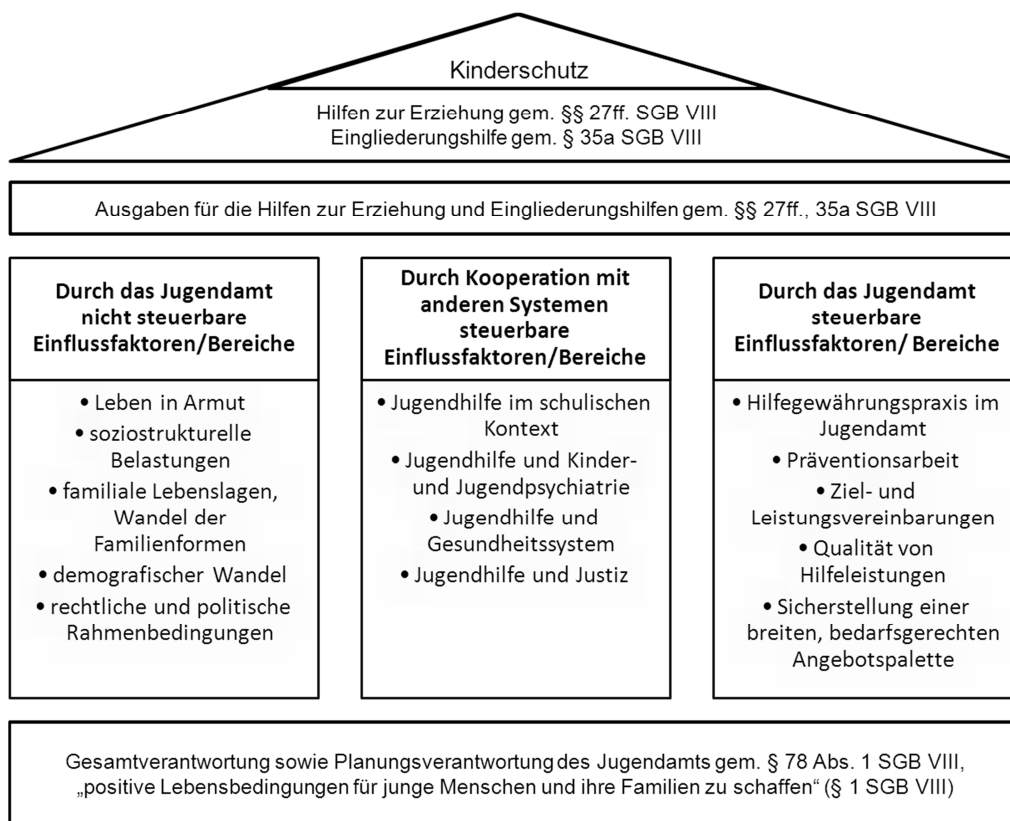 Kinderschutz
Hilfen zur Erziehung gem. §§ 27ff. SGB VIII
Eingliederungshilfe gem. § 35a SGB VIII
Ausgaben für die Hilfen zur Erziehung und Eingliederungshilfen gem. §§ 27ff., 35a SGB VIII
Durch das Jugendamt
nicht steuerbare
Einflussfaktoren/Bereiche
• Leben in Armut
• soziostrukturelle
Belastungen
• familiale Lebenslagen,
Wandel der
Familienformen
• demografischer Wandel
• rechtliche und politische
Rahmenbedingungen
Durch Kooperation mit
anderen Systemen
steuerbare
Einflussfaktoren/Bereiche
• Jugendhilfe im schulischen
Kontext
• Jugendhilfe und Kinder-
und Jugendpsychiatrie
• Jugendhilfe und
Gesundheitssystem
• Jugendhilfe und Justiz
Durch das Jugendamt
steuerbare
Einflussfaktoren/ Bereiche
• Hilfegewährungspraxis im
Jugendamt
• Präventionsarbeit
• Ziel- und
Leistungsvereinbarungen
• Qualität von
Hilfeleistungen
• Sicherstellung einer
breiten, bedarfsgerechten
Angebotspalette
Gesamtverantwortung sowie Planungsverantwortung des Jugendamts gem. § 78 Abs. 1 SGB VIII,
„positive Lebensbedingungen für junge Menschen und ihre Familien zu schaffen“ (§ 1 SGB VIII)